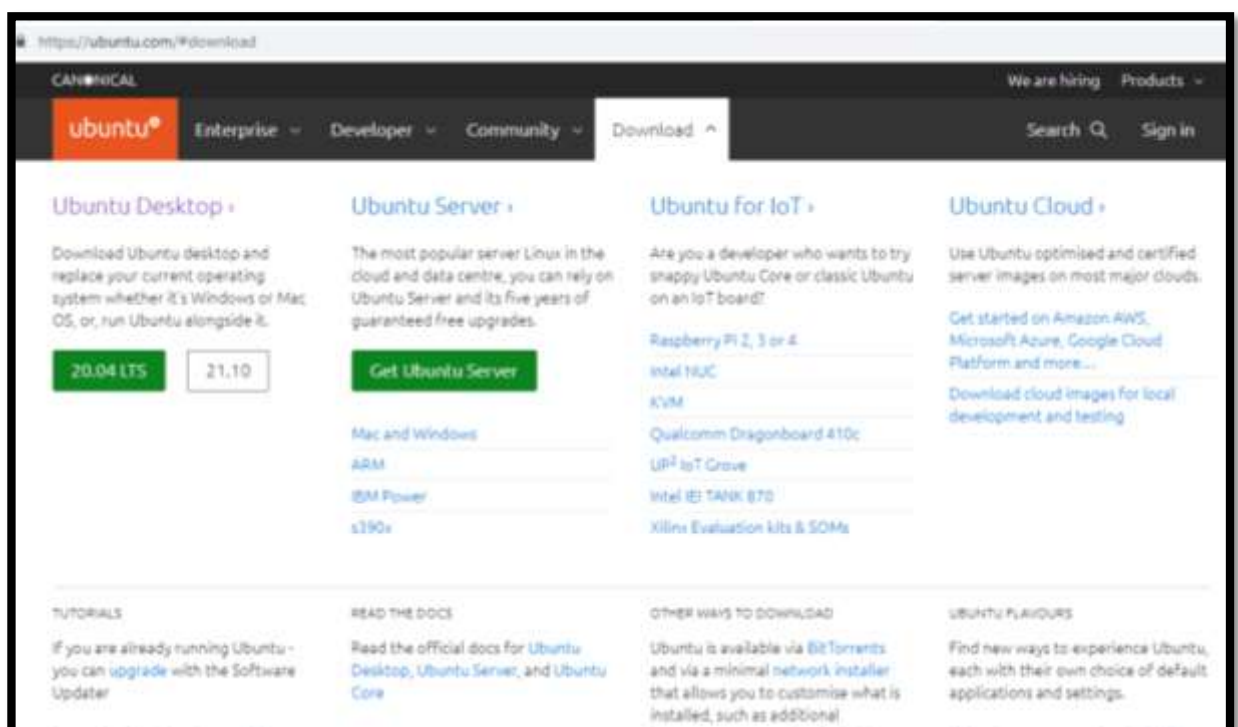 https://ubuntu.com/#download
CANONICAL
We are hiring Products
ubuntu® Enterprise Developer Community Download Search Sign in
Ubuntu Desktop ›
Download Ubuntu desktop and
replace your current operating
system whether it's Windows or Mac
OS, or, run Ubuntu alongside it.
20.04 LTS 21.10
Ubuntu Server ›
The most popular server Linux in the
cloud and data centre, you can rely on
Ubuntu Server and its five years of
guaranteed free upgrades.
Get Ubuntu Server
Mac and Windows
ARM
IBM Power
s390x
Ubuntu for IoT ›
Are you a developer who wants to try
snappy Ubuntu Core or classic Ubuntu
on an IoT board?
Raspberry Pi 2, 3 or 4
Intel NUC
KVM
Qualcomm Dragonboard 410c
UP² IoT Grove
Intel IEI TANK 870
Xilinx Evaluation kits & SOMs
Ubuntu Cloud ›
Use Ubuntu optimised and certified
server images on most major clouds.
Get started on Amazon AWS,
Microsoft Azure, Google Cloud
Platform and more...
Download cloud images for local
development and testing
TUTORIALS
If you are already running Ubuntu -
you can upgrade with the Software
Updater
READ THE DOCS
Read the official docs for Ubuntu
Desktop, Ubuntu Server, and Ubuntu
Core
OTHER WAYS TO DOWNLOAD
Ubuntu is available via BitTorrents
and via a minimal network installer
that allows you to customise what is
installed, such as additional
UBUNTU FLAVOURS
Find new ways to experience Ubuntu,
each with their own choice of default
applications and settings.